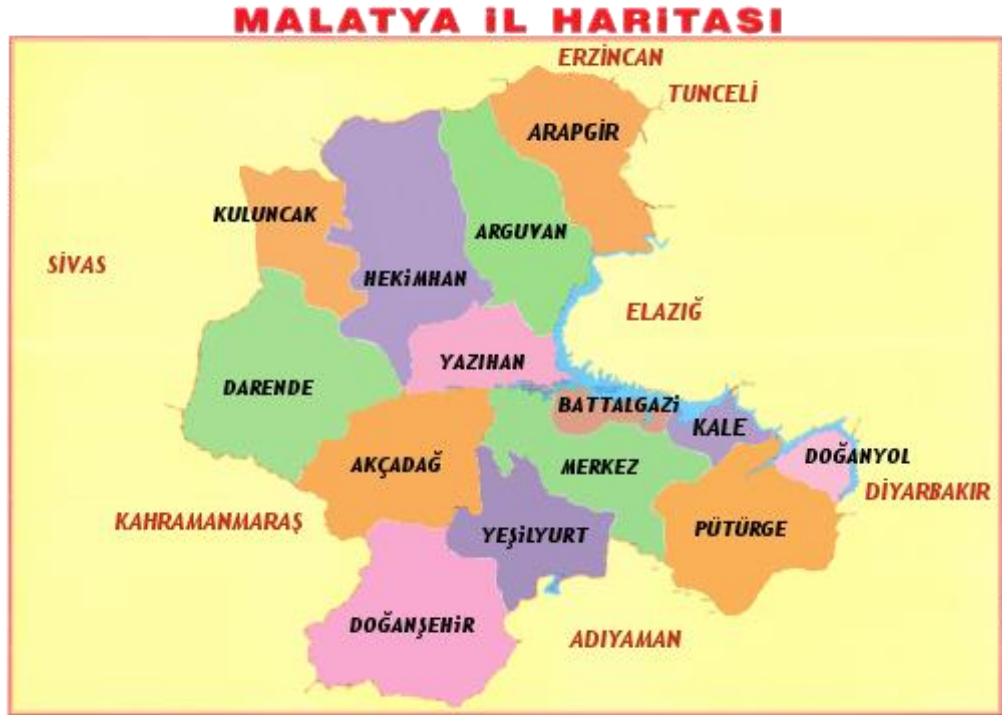 MALATYA İL HARİTASI
ERZİNCAN
TUNCELİ
ARAPGİR
KULUNCAK
ARGUVAN
SİVAS
HEKİMHAN
ELAZIĞ
YAZIHAN
DARENDE
BATTALGAZİ
KALE
AKÇADAĞ
MERKEZ
DOĞANYOL
DİYARBAKIR
KAHRAMANMARAŞ
YEŞİLYURT
PÜTÜRGE
DOĞANŞEHİR
ADIYAMAN